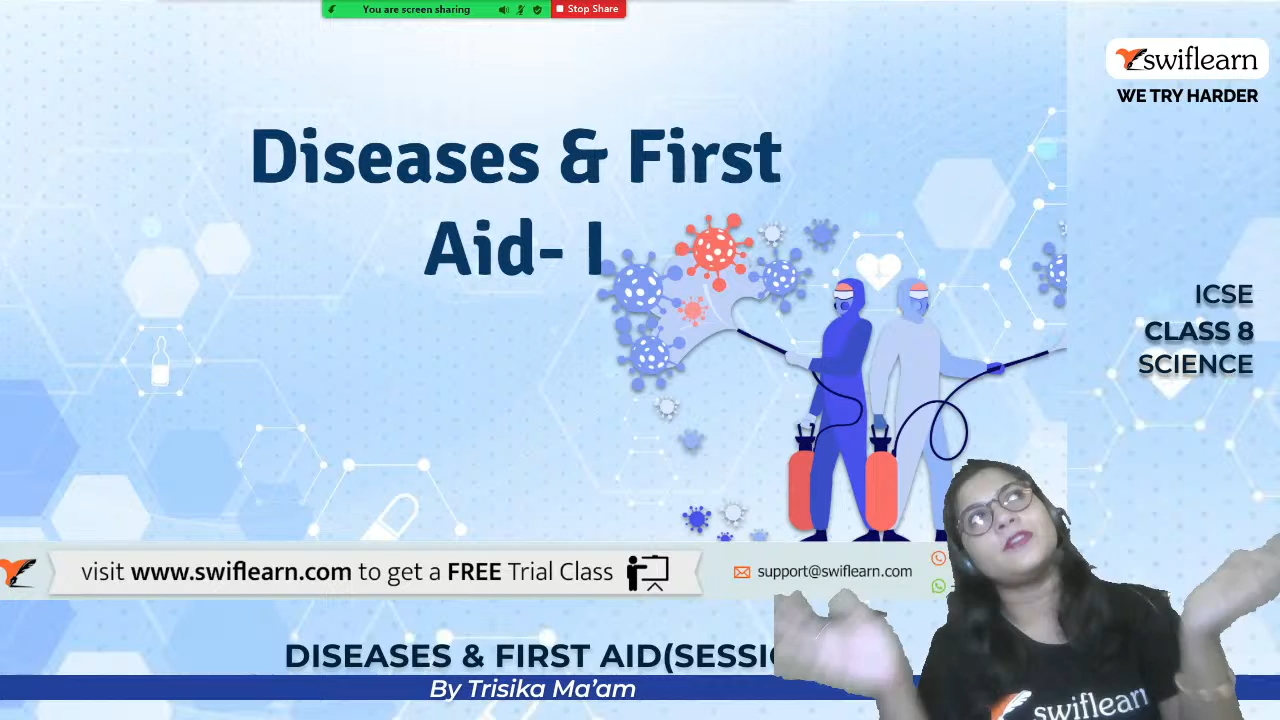 You are screen sharing
Stop Share
swiflearn
WE TRY HARDER
Diseases & First
Aid- I
ICSE
CLASS 8
SCIENCE
visit www.swiflearn.com to get a FREE Trial Class
support@swiflearn.com
DISEASES & FIRST AID(SESSI
By Trisika Ma'am
swiflearn